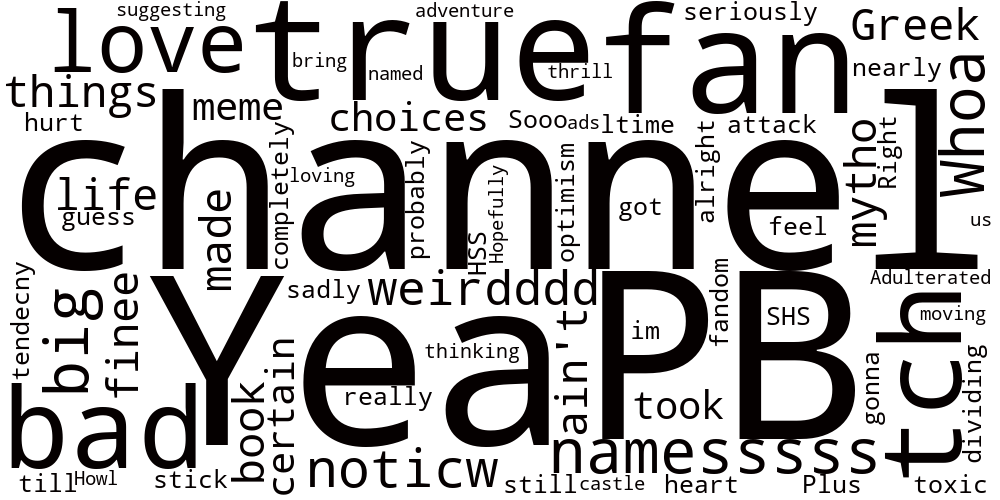 suggesting
adventure
seriously
Greek
love
true
fan
bring
named
thrill
nearly
Whoa
things
meme
hurt
choices
Sooo
ads
ltime
attack
mytho
Right
channel
completely
loving
probably
Hopefully
optimism
alright
life
guess
made
HSS
got
feel
us
tendecny
big
finee
sadly
weirdddd
fandom
Adulterated
YeaPB
im
SHS
moving
tch
thinking
ain't
really
took
gonna
dividing
bad
book
certain
noticw
namesssss
till
Howl
stick
still
castle
heart
Plus
toxic